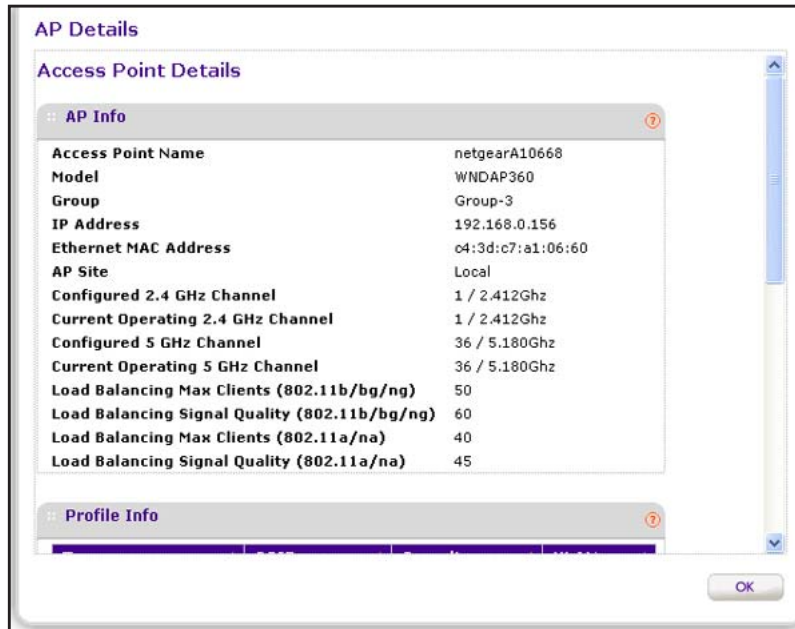 AP Details
Access Point Details
AP Info
Access Point Name netgearA10668
Model WNDAP360
Group Group-3
IP Address 192.168.0.156
Ethernet MAC Address c4:3d:c7:a1:06:60
AP Site Local
Configured 2.4 GHz Channel 1 / 2.412Ghz
Current Operating 2.4 GHz Channel 1 / 2.412Ghz
Configured 5 GHz Channel 36 / 5.180Ghz
Current Operating 5 GHz Channel 36 / 5.180Ghz
Load Balancing Max Clients (802.11b/bg/ng) 50
Load Balancing Signal Quality (802.11b/bg/ng) 60
Load Balancing Max Clients (802.11a/na) 40
Load Balancing Signal Quality (802.11a/na) 45
Profile Info
OK